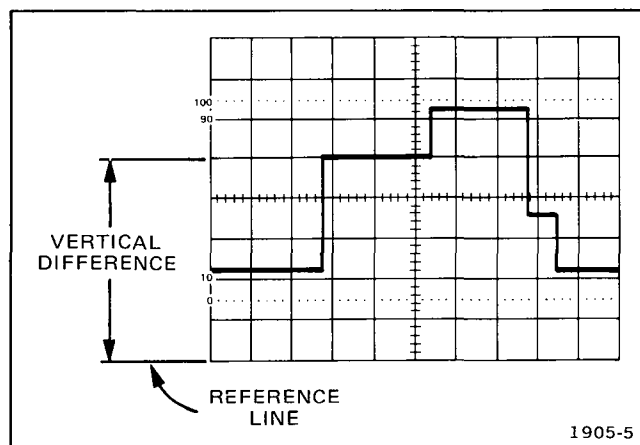 100
90
VERTICAL
DIFFERENCE
10
0
REFERENCE
LINE
1905-5